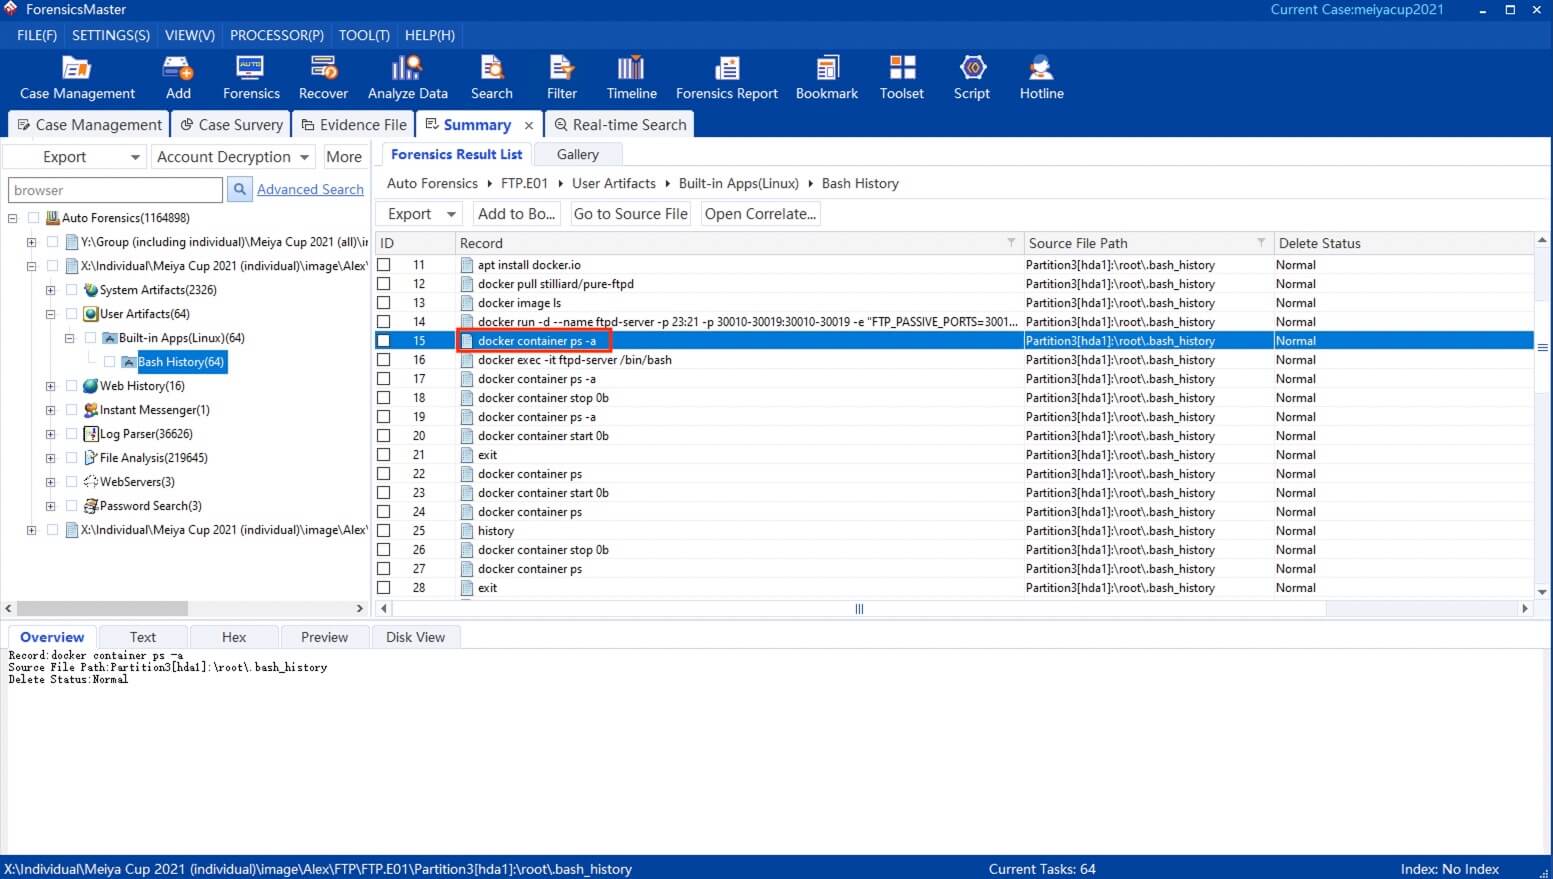 ForensicsMaster
Current Case:meiyacup2021
FILE(F) SETTINGS(S) VIEW(V) PROCESSOR(P) TOOL(T) HELP(H)
AUTO
Case Management Add Forensics Recover Analyze Data Search Filter Timeline Forensics Report Bookmark Toolset Script Hotline
Case Management Case Survery Evidence File Summary × Real-time Search
Export Account Decryption More
browser Advanced Search
Auto Forensics(1164898)
Y:\Group (including individual)\Meiya Cup 2021 (all)\i
X:\Individual\Meiya Cup 2021 (individual)\image\Alex\
System Artifacts(2326)
User Artifacts(64)
Built-in Apps(Linux)(64)
Bash History(64)
Web History(16)
Instant Messenger(1)
Log Parser(36626)
File Analysis(219645)
WebServers(3)
Password Search(3)
X:\Individual\Meiya Cup 2021 (individual)\image\Alex\
Forensics Result List Gallery
Auto Forensics FTP.E01 User Artifacts Built-in Apps(Linux) Bash History
Export Add to Bo... Go to Source File Open Correlate...
ID Record Source File Path Delete Status
11 apt install docker.io Partition3[hda1]:\root\.bash_history Normal
12 docker pull stilliard/pure-ftpd Partition3[hda1]:\root\.bash_history Normal
13 docker image ls Partition3[hda1]:\root\.bash_history Normal
14 docker run -d --name ftpd-server -p 23:21 -p 30010-30019:30010-30019 -e "FTP_PASSIVE_PORTS=3001... Partition3[hda1]:\root\.bash_history Normal
15 docker container ps -a Partition3[hda1]:\root\.bash_history Normal
16 docker exec -it ftpd-server /bin/bash Partition3[hda1]:\root\.bash_history Normal
17 docker container ps -a Partition3[hda1]:\root\.bash_history Normal
18 docker container stop 0b Partition3[hda1]:\root\.bash_history Normal
19 docker container ps -a Partition3[hda1]:\root\.bash_history Normal
20 docker container start 0b Partition3[hda1]:\root\.bash_history Normal
21 exit Partition3[hda1]:\root\.bash_history Normal
22 docker container ps Partition3[hda1]:\root\.bash_history Normal
23 docker container start 0b Partition3[hda1]:\root\.bash_history Normal
24 docker container ps Partition3[hda1]:\root\.bash_history Normal
25 history Partition3[hda1]:\root\.bash_history Normal
26 docker container stop 0b Partition3[hda1]:\root\.bash_history Normal
27 docker container ps Partition3[hda1]:\root\.bash_history Normal
28 exit Partition3[hda1]:\root\.bash_history Normal
Overview Text Hex Preview Disk View
Record:docker container ps -a
Source File Path:Partition3[hda1]:\root\.bash_history
Delete Status:Normal
X:\Individual\Meiya Cup 2021 (individual)\image\Alex\FTP\FTP.E01\Partition3[hda1]:\root\.bash_history
Current Tasks: 64
Index: No Index